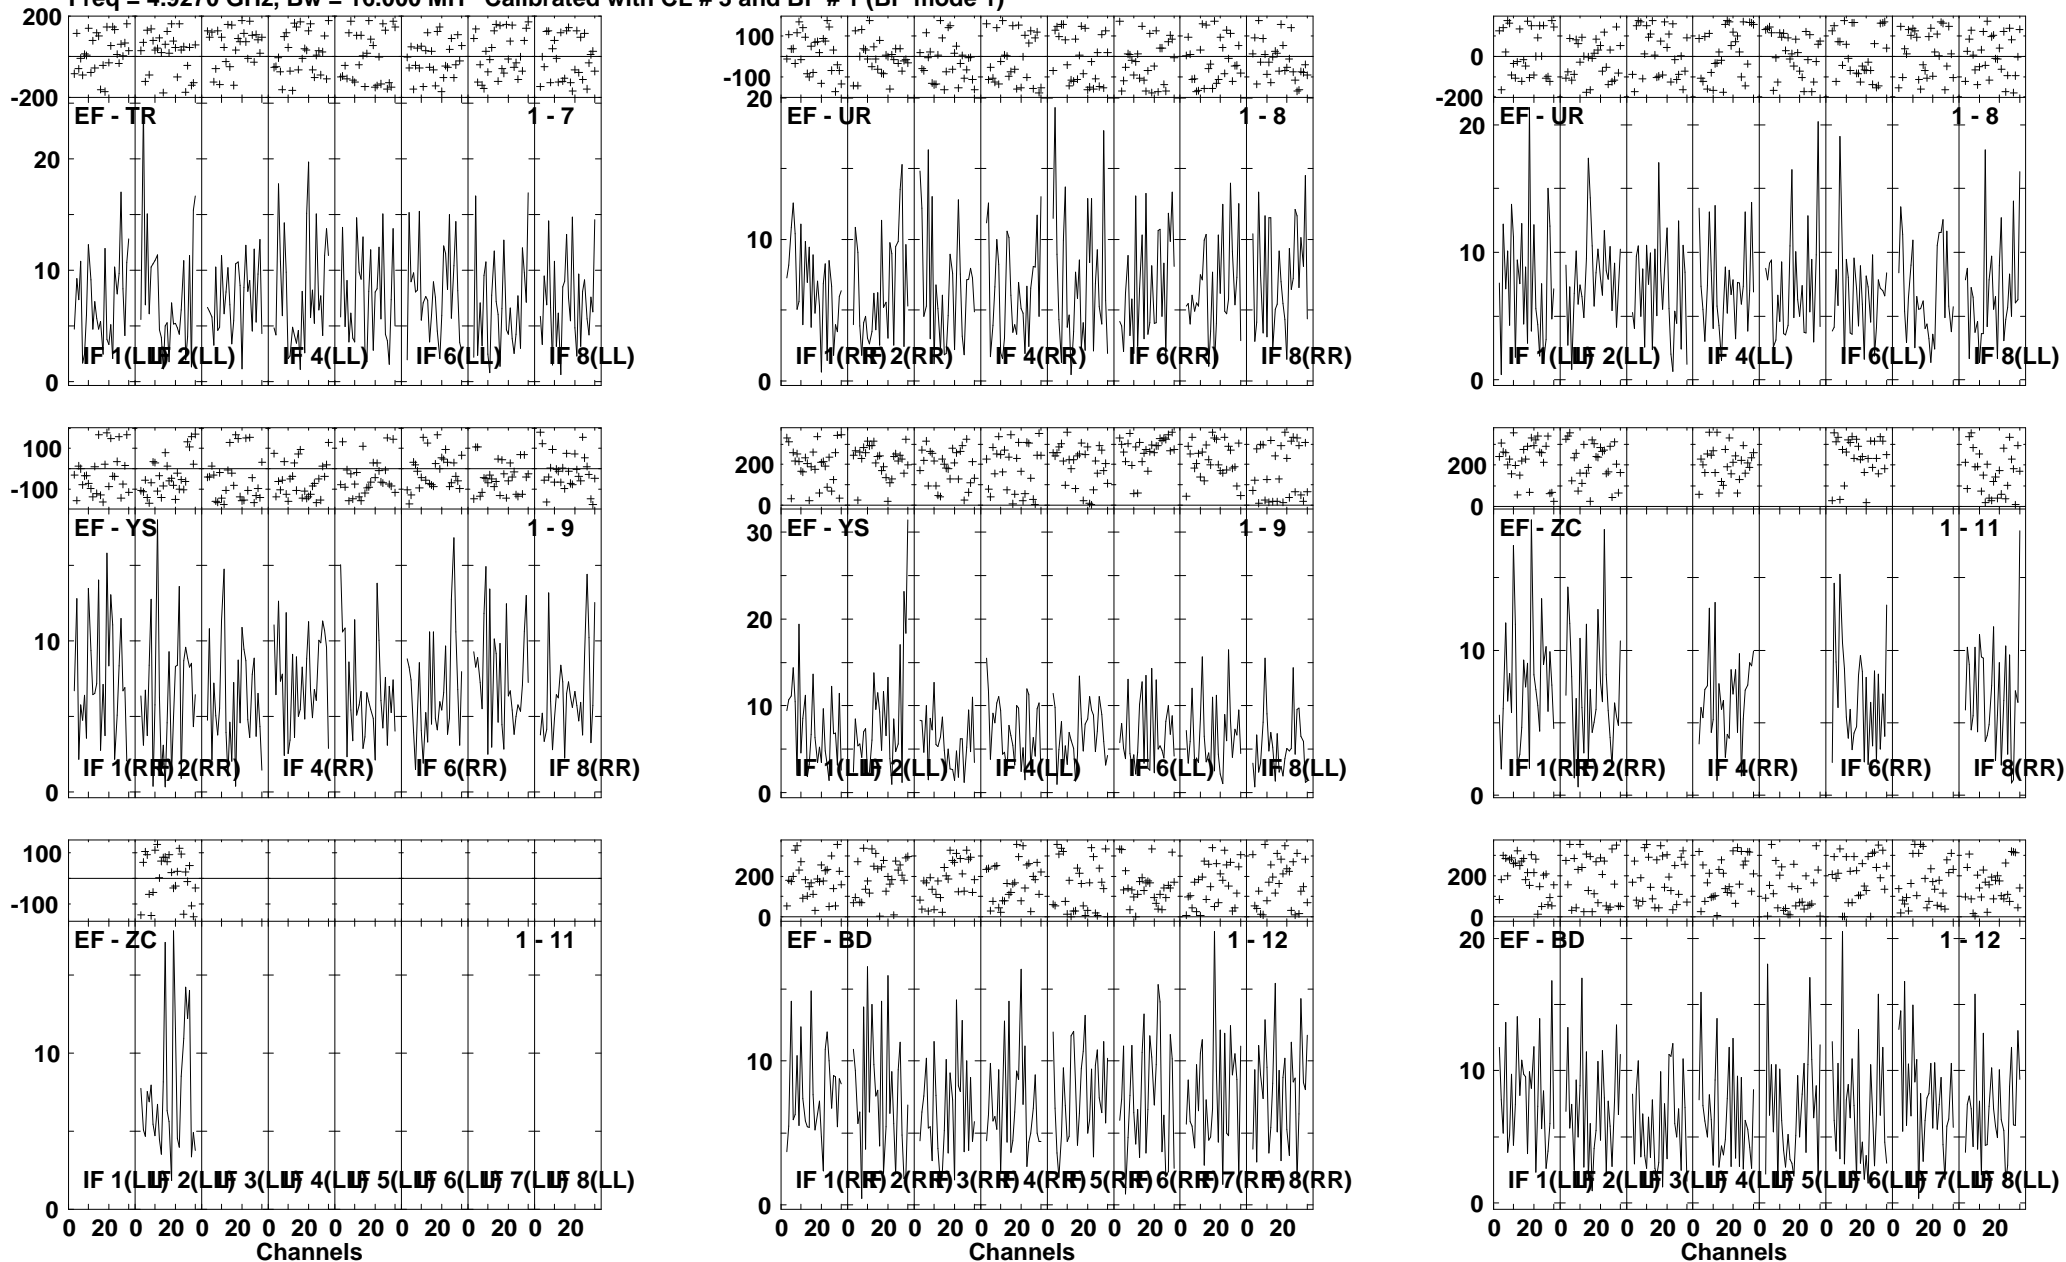 Freq = 4.9276 GHz, Bw = 16.000 MH Calibrated with CL # 3 and BP # 1 (BP mode 1)
200
-200
EF - TR 1 - 7
20
10
0
IF 1(LL) IF 2(LL) IF 4(LL) IF 6(LL) IF 8(LL)
100
-100
20
EF - UR 1 - 8
10
0
IF 1(RR) IF 2(RR) IF 4(RR) IF 6(RR) IF 8(RR)
0
-200
EF - UR 1 - 8
20
10
0
IF 1(LL) IF 2(LL) IF 4(LL) IF 6(LL) IF 8(LL)
100
-100
EF - YS 1 - 9
10
0
IF 1(RR) IF 2(RR) IF 4(RR) IF 6(RR) IF 8(RR)
200
0
EF - YS 1 - 9
30
20
10
0
IF 1(LL) IF 2(LL) IF 4(LL) IF 6(LL) IF 8(LL)
200
0
EF - ZC 1 - 11
10
0
IF 1(RR) IF 2(RR) IF 4(RR) IF 6(RR) IF 8(RR)
100
-100
EF - ZC 1 - 11
10
0
IF 1(LL) IF 2(LL) IF 3(LL) IF 4(LL) IF 5(LL) IF 6(LL) IF 7(LL) IF 8(LL)
0 20 0 20 0 20 0 20 0 20 0 20 0 20 0 20
Channels
200
0
EF - BD 1 - 12
10
0
IF 1(RR) IF 2(RR) IF 3(RR) IF 4(RR) IF 5(RR) IF 6(RR) IF 7(RR) IF 8(RR)
0 20 0 20 0 20 0 20 0 20 0 20 0 20 0 20
Channels
200
0
EF - BD 1 - 12
20
10
0
IF 1(LL) IF 2(LL) IF 3(LL) IF 4(LL) IF 5(LL) IF 6(LL) IF 7(LL) IF 8(LL)
0 20 0 20 0 20 0 20 0 20 0 20 0 20 0 20
Channels